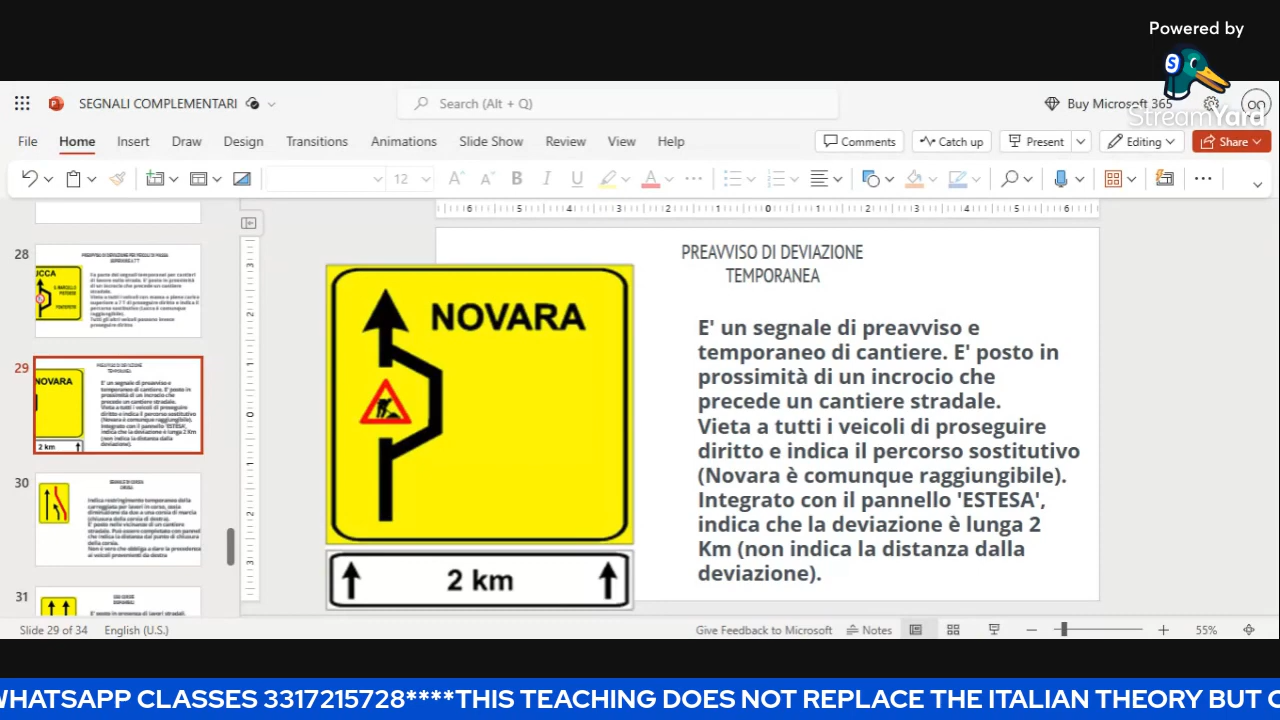 Powered by
StreamYard
SEGNALI COMPLEMENTARI
Search (Alt + Q)
Buy Microsoft 365
File Home Insert Draw Design Transitions Animations Slide Show Review View Help
Comments Catch up Present Editing Share
12
28
29
30
31
PREAVVISO DI DEVIAZIONE
TEMPORANEA
NOVARA
E' un segnale di preavviso e
temporaneo di cantiere. E' posto in
prossimità di un incrocio che
precede un cantiere stradale.
Vieta a tutti i veicoli di proseguire
diritto e indica il percorso sostitutivo
(Novara è comunque raggiungibile).
Integrato con il pannello 'ESTESA',
indica che la deviazione è lunga 2
Km (non indica la distanza dalla
deviazione).
2 km
Slide 29 of 34 English (U.S.) Give Feedback to Microsoft Notes 55%
WHATSAPP CLASSES 3317215728****THIS TEACHING DOES NOT REPLACE THE ITALIAN THEORY BUT